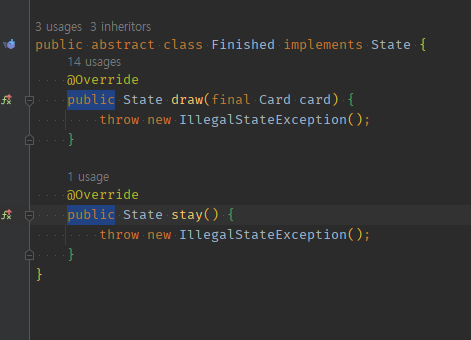 3 usages 3 inheritors
public abstract class Finished implements State {
14 usages
@Override
public State draw(final Card card) {
throw new IllegalStateException();
}
1 usage
@Override
public State stay() {
throw new IllegalStateException();
}
}